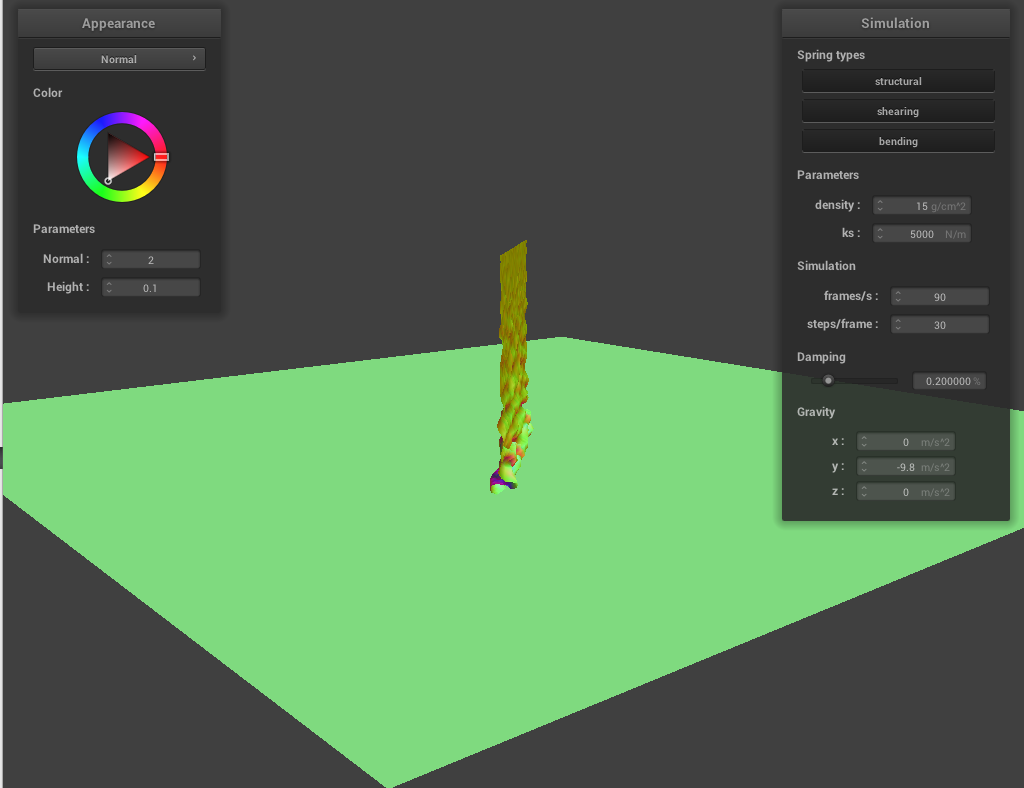 Appearance
Normal
Color
Parameters
Normal : 2
Height : 0.1
Simulation
Spring types
structural
shearing
bending
Parameters
density : 15 g/cm^2
ks : 5000 N/m
Simulation
frames/s : 90
steps/frame : 30
Damping
0.200000 %
Gravity
x : 0 m/s^2
y : -9.8 m/s^2
z : 0 m/s^2